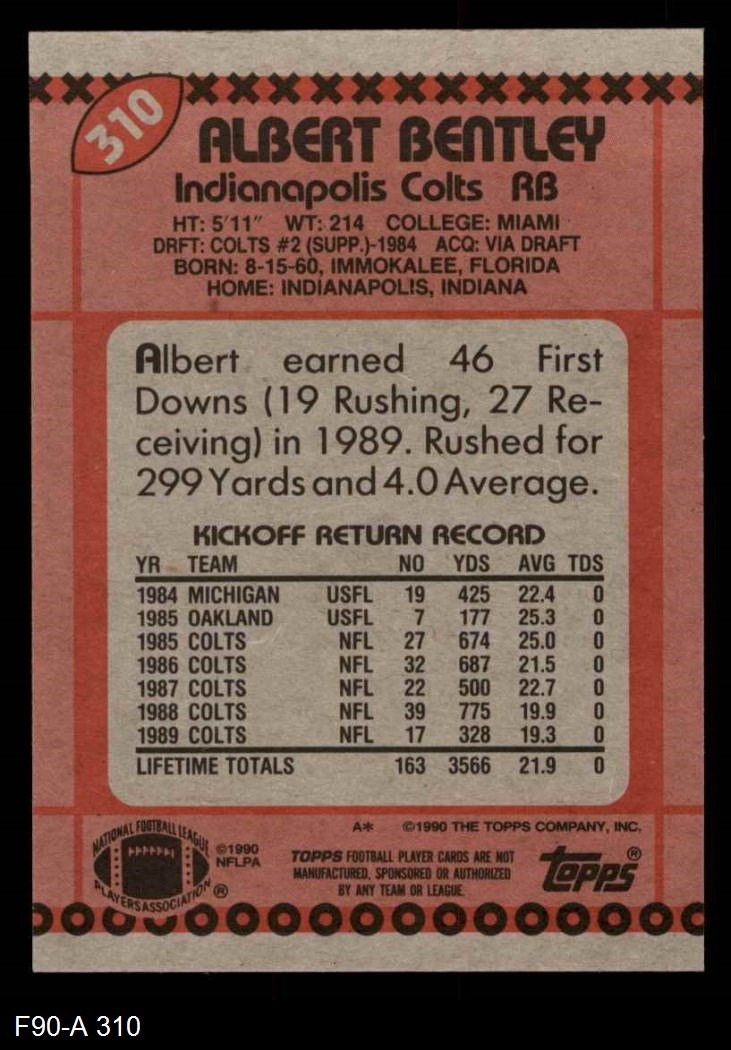 310
ALBERT BENTLEY
Indianapolis Colts RB
HT: 5'11" WT: 214 COLLEGE: MIAMI
DRFT: COLTS #2 (SUPP.)-1984 ACQ: VIA DRAFT
BORN: 8-15-60, IMMOKALEE, FLORIDA
HOME: INDIANAPOLIS, INDIANA
Albert earned 46 First
Downs (19 Rushing, 27 Re-
ceiving) in 1989. Rushed for
299 Yards and 4.0 Average.
KICKOFF RETURN RECORD
YR TEAM NO YDS AVG TDS
1984 MICHIGAN USFL 19 425 22.4 0
1985 OAKLAND USFL 7 177 25.3 0
1985 COLTS NFL 27 674 25.0 0
1986 COLTS NFL 32 687 21.5 0
1987 COLTS NFL 22 500 22.7 0
1988 COLTS NFL 39 775 19.9 0
1989 COLTS NFL 17 328 19.3 0
LIFETIME TOTALS 163 3566 21.9 0
A* ©1990 THE TOPPS COMPANY, INC.
NATIONAL FOOTBALL LEAGUE
PLAYERS ASSOCIATION ®
©1990
NFLPA
TOPPS FOOTBALL PLAYER CARDS ARE NOT
MANUFACTURED, SPONSORED OR AUTHORIZED
BY ANY TEAM OR LEAGUE.
topps®
F90-A 310